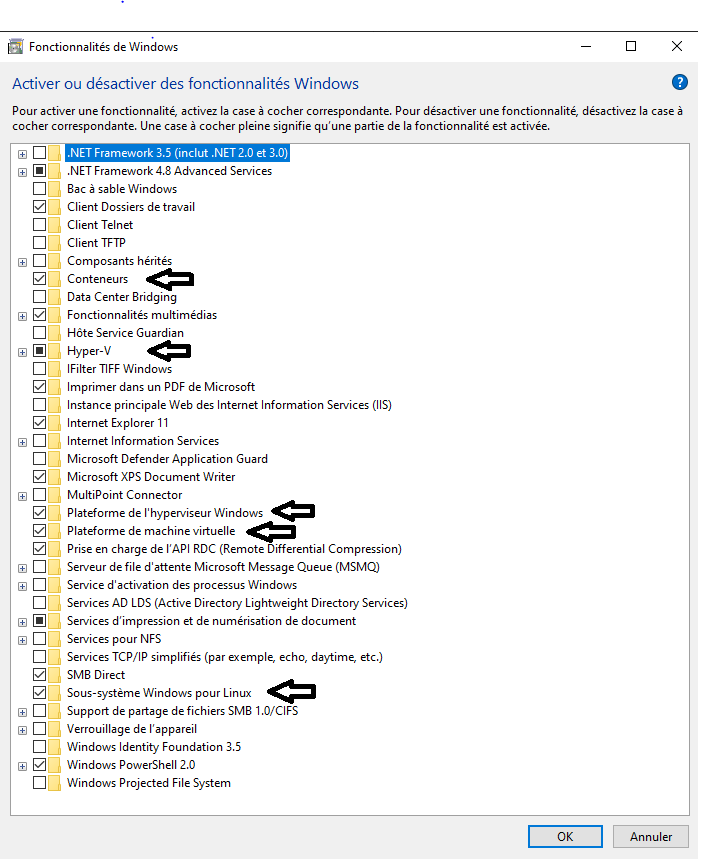 Fonctionnalités de Windows
Activer ou désactiver des fonctionnalités Windows
?
Pour activer une fonctionnalité, activez la case à cocher correspondante. Pour désactiver une fonctionnalité, désactivez la case à
cocher correspondante. Une case à cocher pleine signifie qu'une partie de la fonctionnalité est activée.
.NET Framework 3.5 (inclut .NET 2.0 et 3.0)
.NET Framework 4.8 Advanced Services
Bac à sable Windows
Client Dossiers de travail
Client Telnet
Client TFTP
Composants hérités
Conteneurs
Data Center Bridging
Fonctionnalités multimédias
Hôte Service Guardian
Hyper-V
IFilter TIFF Windows
Imprimer dans un PDF de Microsoft
Instance principale Web des Internet Information Services (IIS)
Internet Explorer 11
Internet Information Services
Microsoft Defender Application Guard
Microsoft XPS Document Writer
MultiPoint Connector
Plateforme de l'hyperviseur Windows
Plateforme de machine virtuelle
Prise en charge de l'API RDC (Remote Differential Compression)
Serveur de file d'attente Microsoft Message Queue (MSMQ)
Service d'activation des processus Windows
Services AD LDS (Active Directory Lightweight Directory Services)
Services d'impression et de numérisation de document
Services pour NFS
Services TCP/IP simplifiés (par exemple, echo, daytime, etc.)
SMB Direct
Sous-système Windows pour Linux
Support de partage de fichiers SMB 1.0/CIFS
Verrouillage de l'appareil
Windows Identity Foundation 3.5
Windows PowerShell 2.0
Windows Projected File System
OK
Annuler